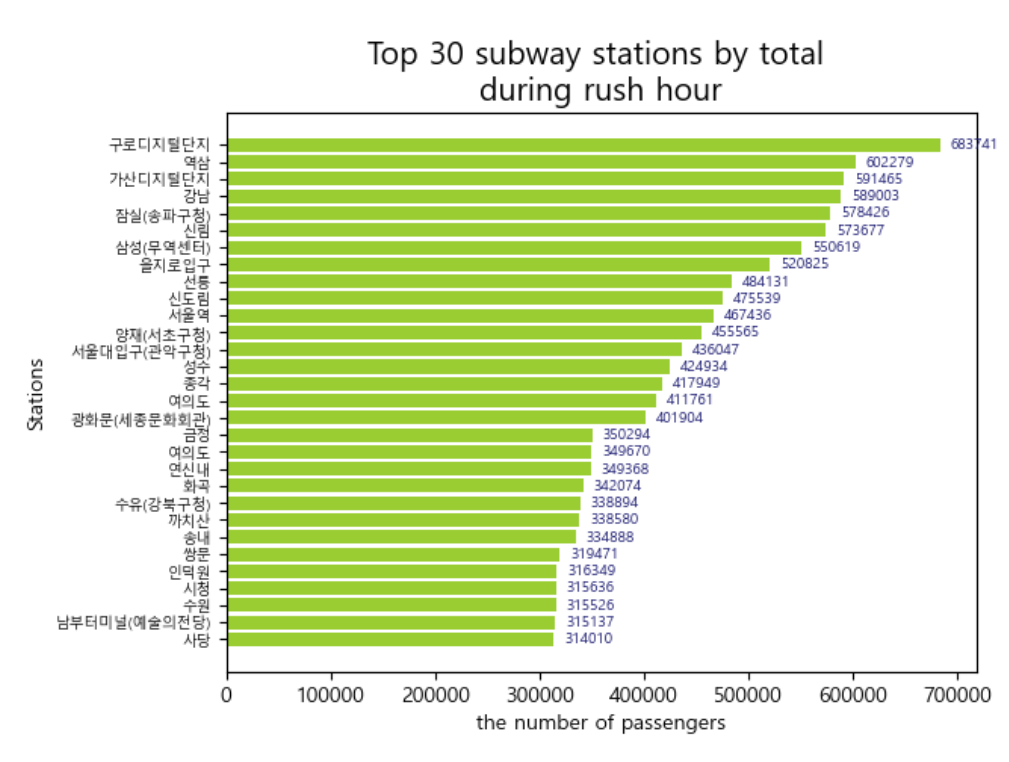 Top 30 subway stations by total
during rush hour
구로디지털단지 683741
역삼 602279
가산디지털단지 591465
강남 589003
잠실(송파구청) 578426
신림 573677
삼성(무역센터) 550619
을지로입구 520825
선릉 484131
신도림 475539
서울역 467436
양재(서초구청) 455565
서울대입구(관악구청) 436047
성수 424934
종각 417949
여의도 411761
광화문(세종문화회관) 401904
금정 350294
여의도 349670
연신내 349368
화곡 342074
수유(강북구청) 338894
까치산 338580
송내 334888
쌍문 319471
인덕원 316349
시청 315636
수원 315526
남부터미널(예술의전당) 315137
사당 314010
Stations
0 100000 200000 300000 400000 500000 600000 700000
the number of passengers